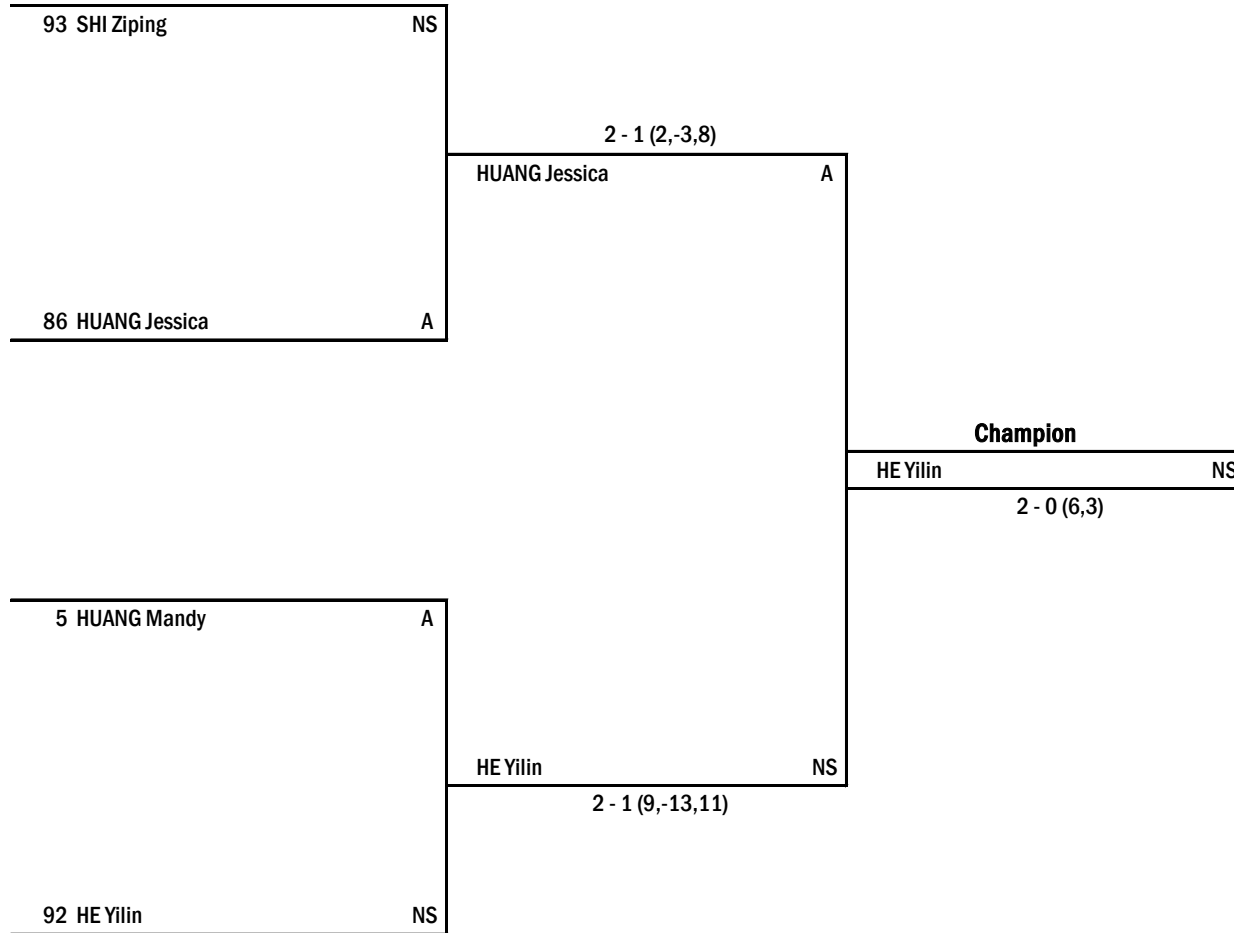 93 SHI Ziping NS
2 - 1 (2,-3,8)
HUANG Jessica A
86 HUANG Jessica A
Champion
HE Yilin NS
2 - 0 (6,3)
5 HUANG Mandy A
HE Yilin NS
2 - 1 (9,-13,11)
92 HE Yilin NS